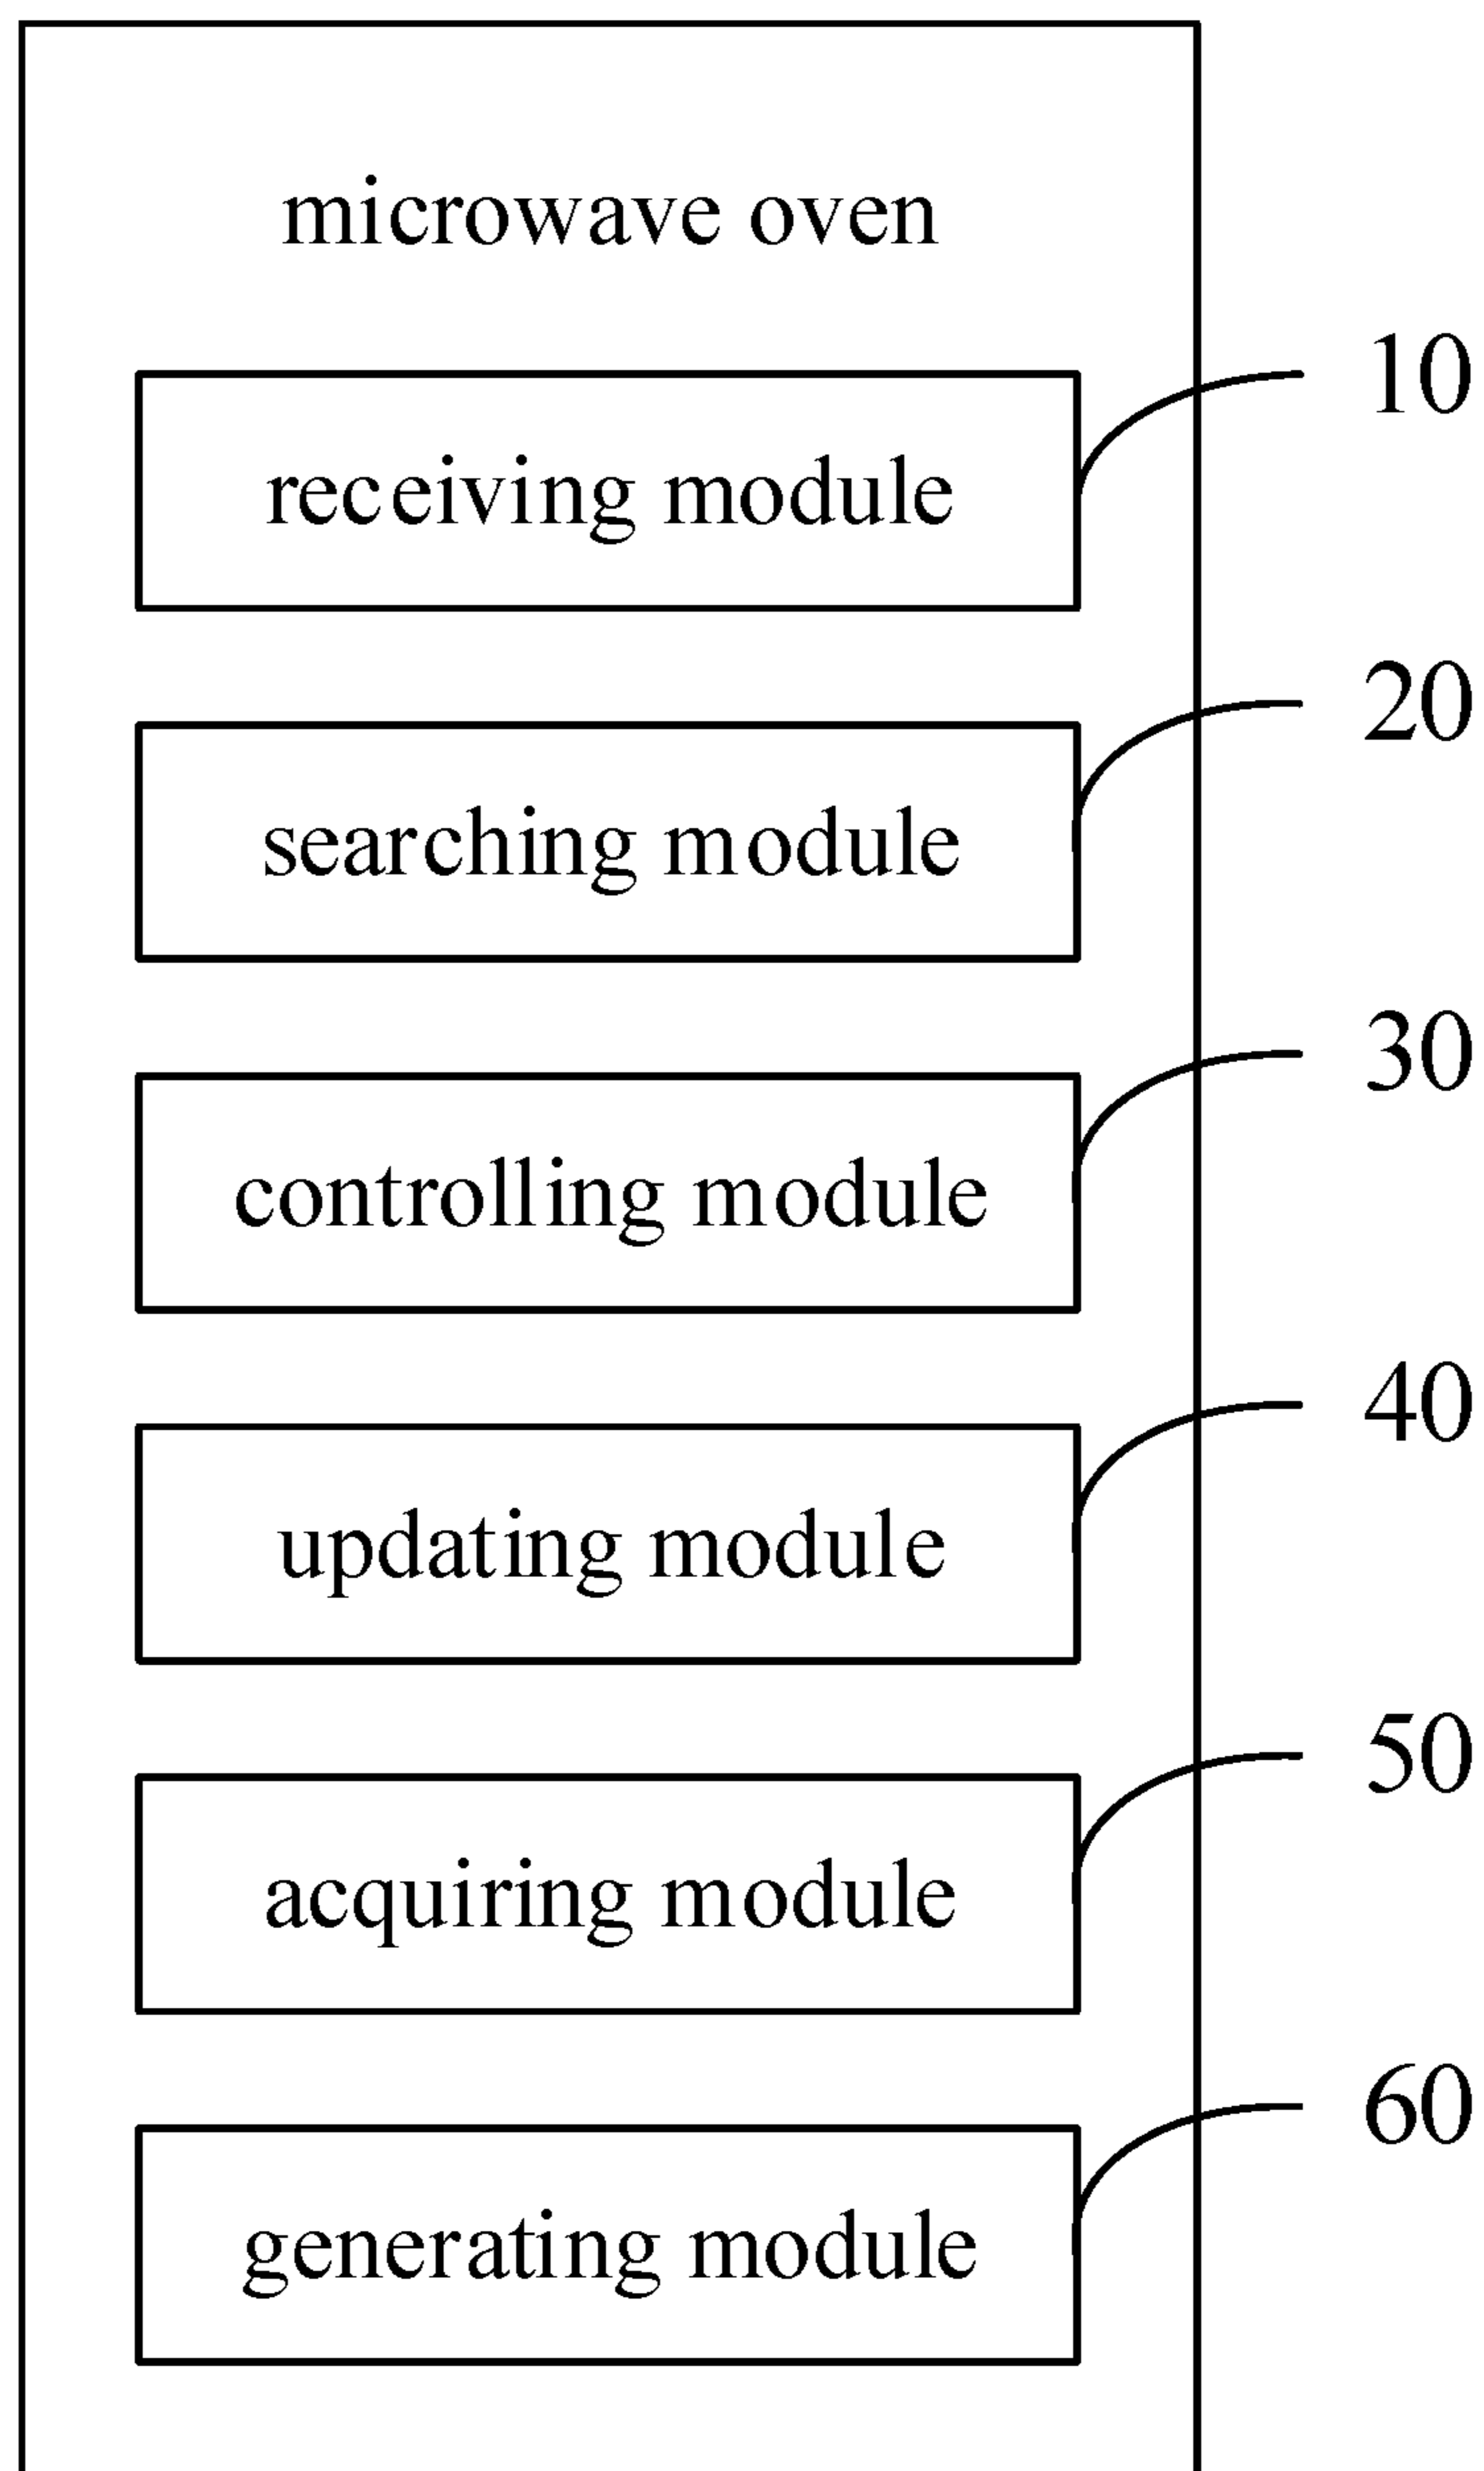 microwave oven
10
receiving module
20
searching module
30
controlling module
40
updating module
50
acquiring module
60
generating module